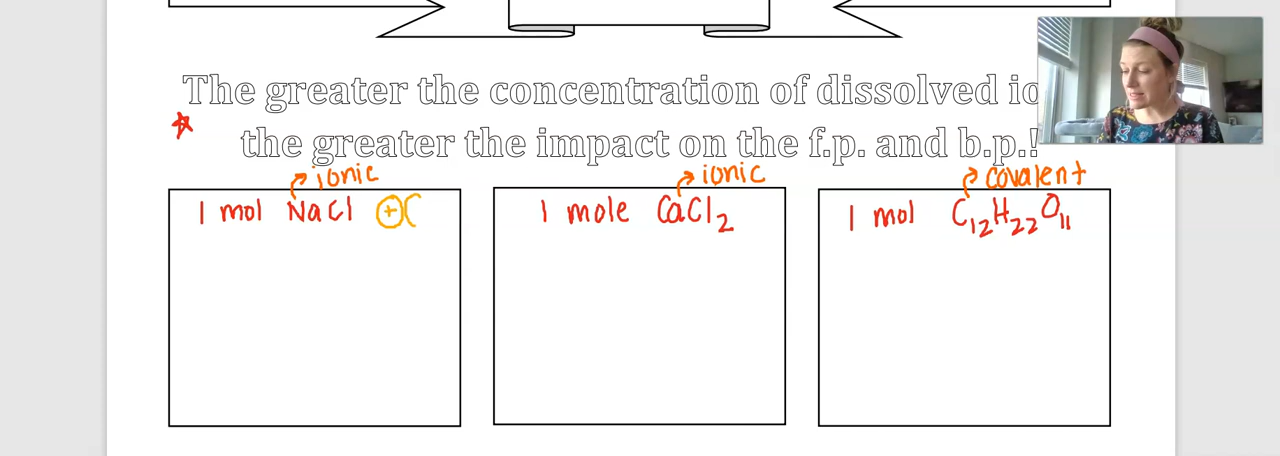 The greater the concentration of dissolved
the greater the impact on the f.p. and b.p.!
ionic
ionic
covalent
1 mol NaCl +
1 mole CaCl2
1 mol C12H22O11